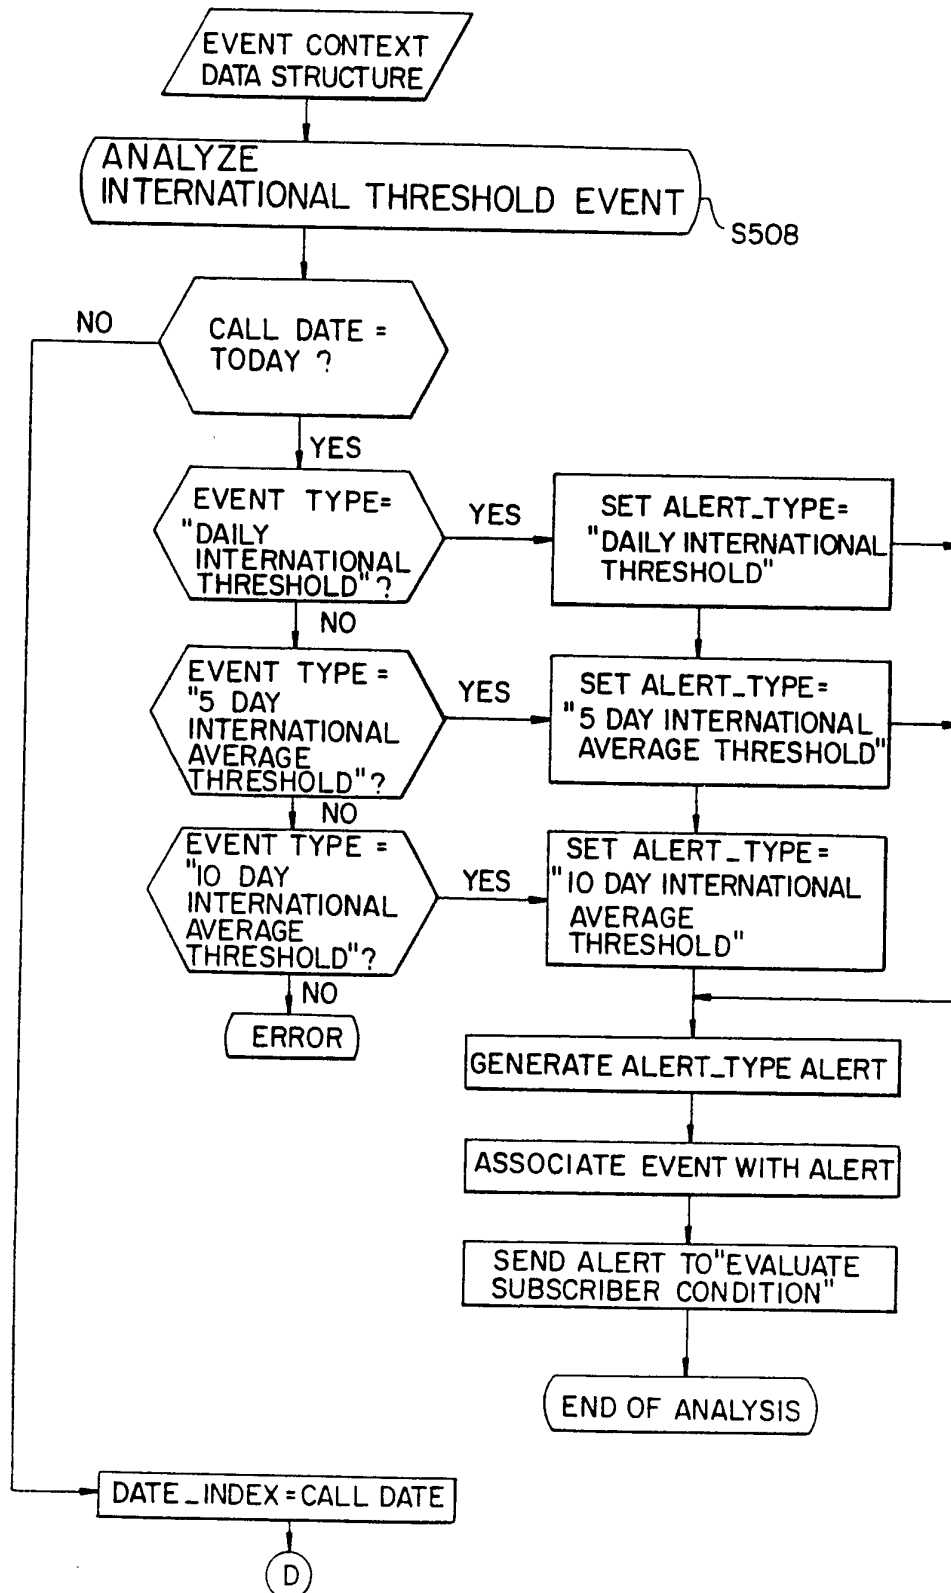 EVENT CONTEXT
DATA STRUCTURE
ANALYZE
INTERNATIONAL THRESHOLD EVENT
S508
NO
CALL DATE =
TODAY ?
YES
EVENT TYPE=
"DAILY
INTERNATIONAL
THRESHOLD"?
YES
SET ALERT_TYPE=
"DAILY INTERNATIONAL
THRESHOLD"
NO
EVENT TYPE =
"5 DAY
INTERNATIONAL
AVERAGE
THRESHOLD"?
YES
SET ALERT_TYPE=
"5 DAY INTERNATIONAL
AVERAGE THRESHOLD"
NO
EVENT TYPE =
"10 DAY
INTERNATIONAL
AVERAGE
THRESHOLD"?
YES
SET ALERT_TYPE=
"10 DAY INTERNATIONAL
AVERAGE
THRESHOLD"
NO
ERROR
GENERATE ALERT_TYPE ALERT
ASSOCIATE EVENT WITH ALERT
SEND ALERT TO "EVALUATE
SUBSCRIBER CONDITION"
END OF ANALYSIS
DATE_INDEX=CALL DATE
D